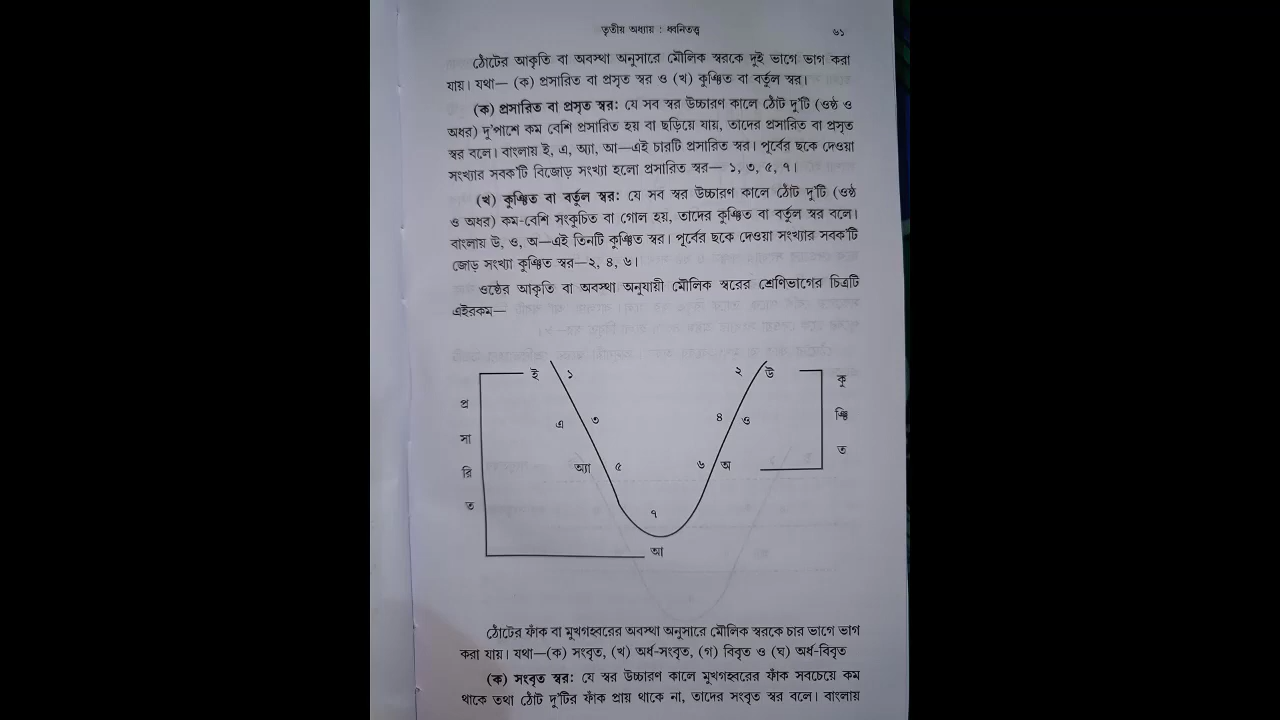 তৃতীয় অধ্যায় : ধ্বনিতত্ত্ব ৬১
ঠোঁটের আকৃতি বা অবস্থা অনুসারে মৌলিক স্বরকে দুই ভাগে ভাগ করা
যায়। যথা— (ক) প্রসারিত বা প্রসৃত স্বর ও (খ) কুঞ্চিত বা বর্তুল স্বর।
(ক) প্রসারিত বা প্রসৃত স্বর: যে সব স্বর উচ্চারণ কালে ঠোঁট দু'টি (ওষ্ঠ ও
অধর) দু'পাশে কম বেশি প্রসারিত হয় বা ছড়িয়ে যায়, তাদের প্রসারিত বা প্রসৃত
স্বর বলে। বাংলায় ই, এ, অ্যা, আ—এই চারটি প্রসারিত স্বর। পূর্বের ছকে দেওয়া
সংখ্যার সবক'টি বিজোড় সংখ্যা হলো প্রসারিত স্বর— ১, ৩, ৫, ৭।
(খ) কুঞ্চিত বা বর্তুল স্বর: যে সব স্বর উচ্চারণ কালে ঠোঁট দু'টি (ওষ্ঠ
ও অধর) কম-বেশি সংকুচিত বা গোল হয়, তাদের কুঞ্চিত বা বর্তুল স্বর বলে।
বাংলায় উ, ও, অ—এই তিনটি কুঞ্চিত স্বর। পূর্বের ছকে দেওয়া সংখ্যার সবক'টি
জোড় সংখ্যা কুঞ্চিত স্বর—২, ৪, ৬।
ওষ্ঠের আকৃতি বা অবস্থা অনুযায়ী মৌলিক স্বরের শ্রেণিভাগের চিত্রটি
এইরকম—
ই ১ ২ উ কু
প্র
এ ৩ ৪ ও ঞ্চি
সা
ত
অ্যা ৫ ৬ অ
রি
ত
৭
আ
ঠোঁটের ফাঁক বা মুখগহ্বরের অবস্থা অনুসারে মৌলিক স্বরকে চার ভাগে ভাগ
করা যায়। যথা—(ক) সংবৃত, (খ) অর্ধ-সংবৃত, (গ) বিবৃত ও (ঘ) অর্ধ-বিবৃত
(ক) সংবৃত স্বর: যে স্বর উচ্চারণ কালে মুখগহ্বরের ফাঁক সবচেয়ে কম
থাকে তথা ঠোঁট দু'টির ফাঁক প্রায় থাকে না, তাদের সংবৃত স্বর বলে। বাংলায়